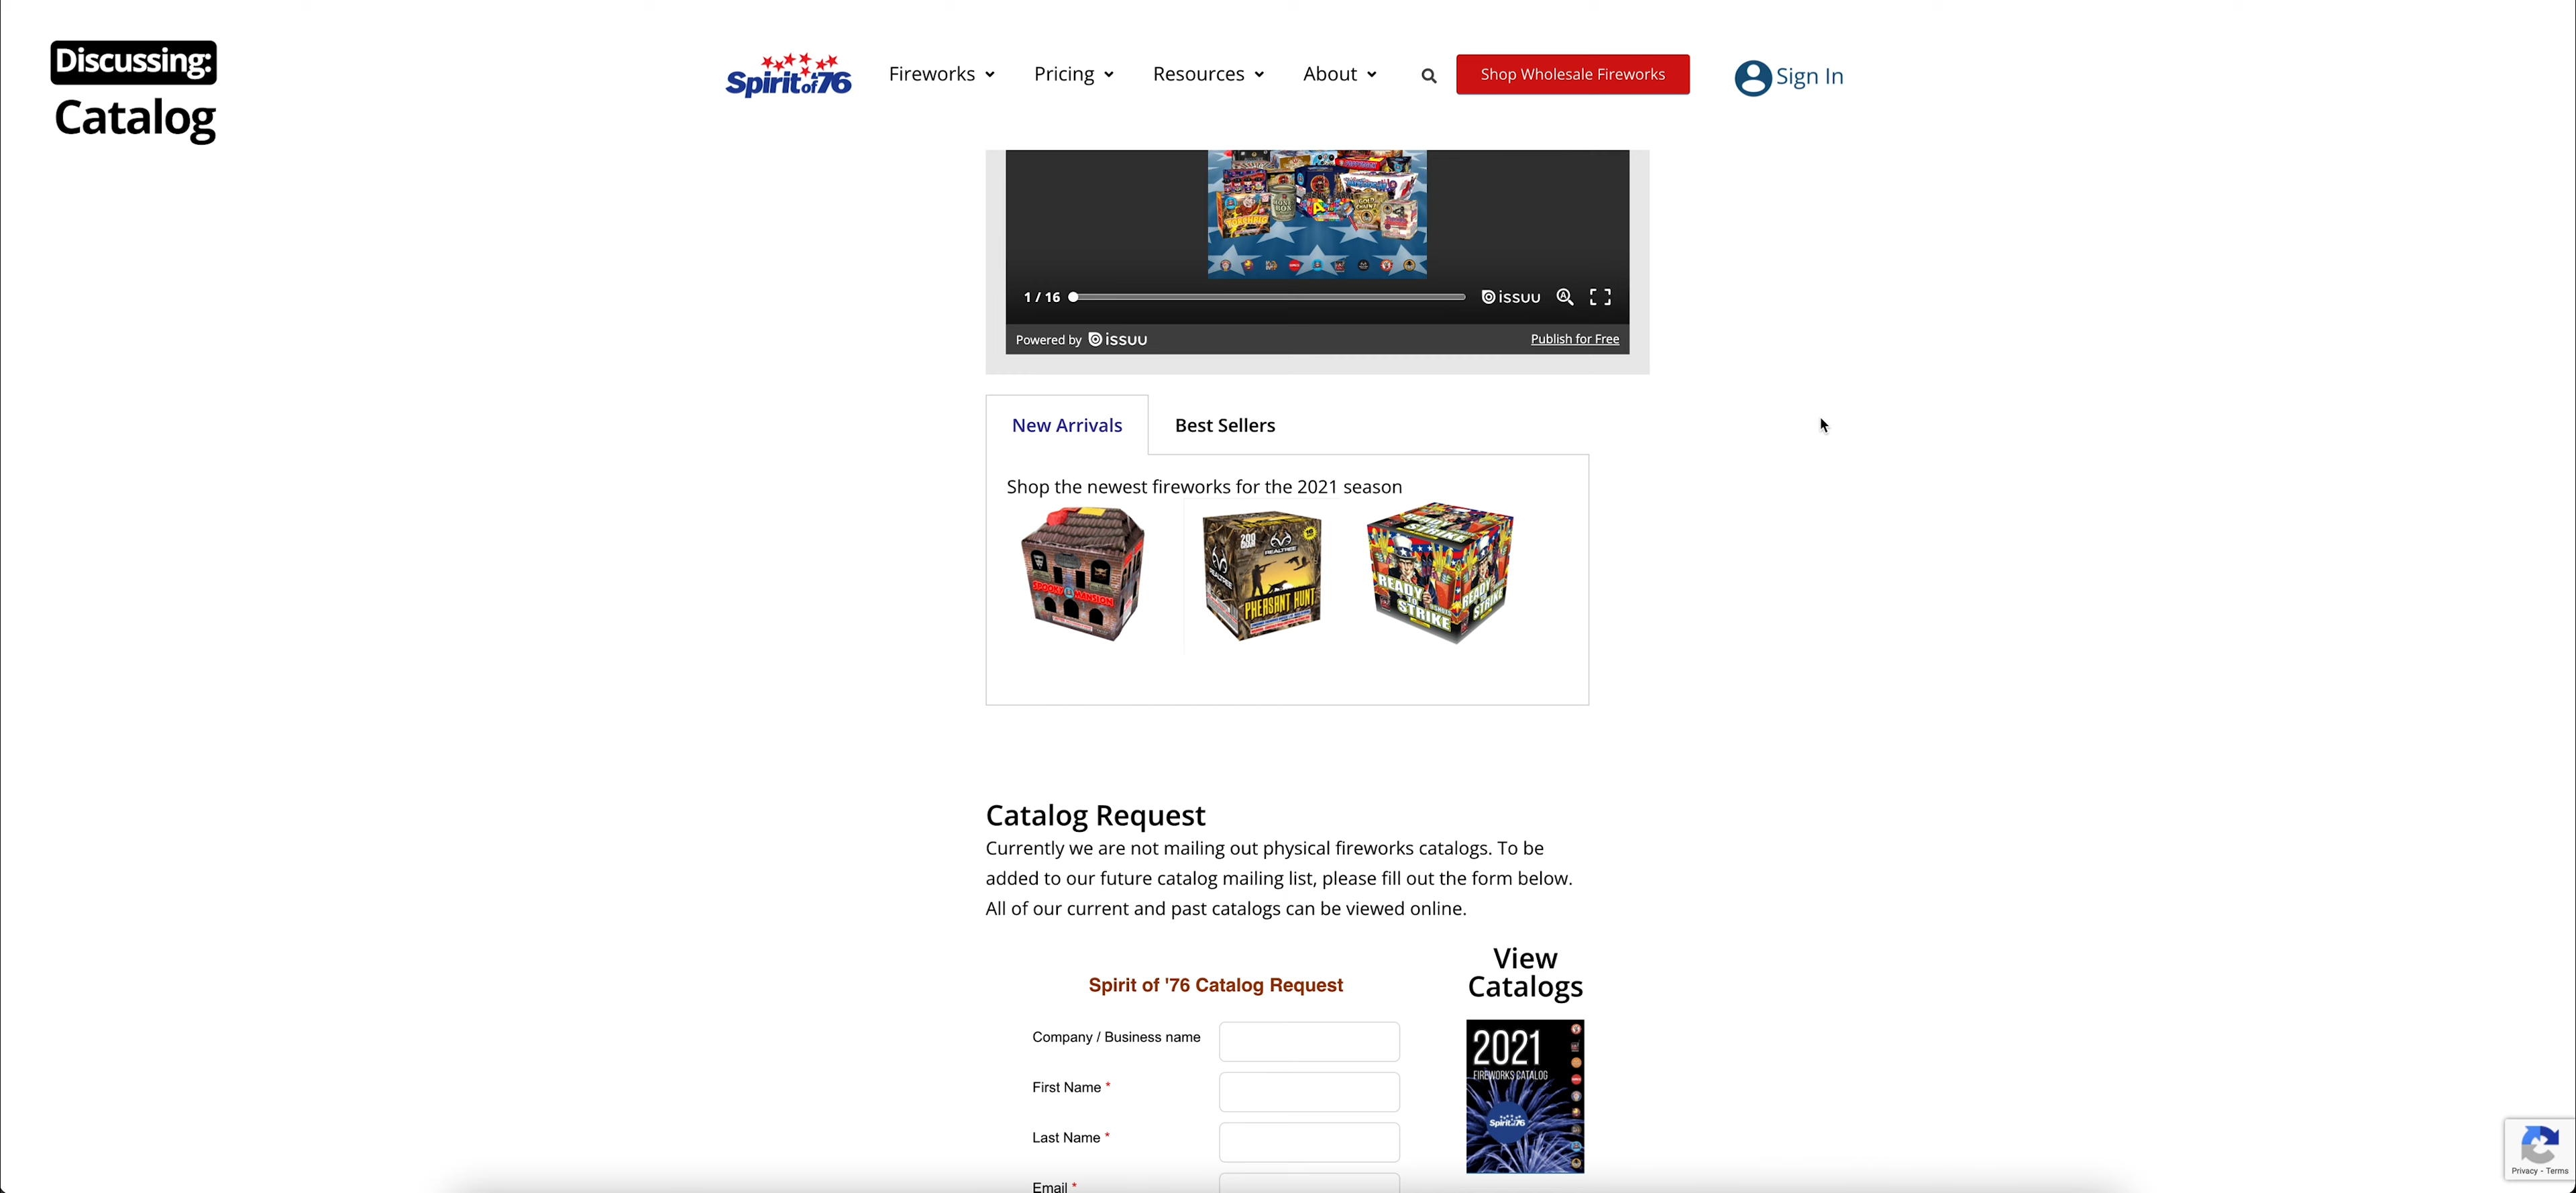 Discussing:
Catalog
Spirit of '76
Fireworks
Pricing
Resources
About
Shop Wholesale Fireworks
Sign In
1 / 16
issuu
Powered by issuu
Publish for Free
New Arrivals
Best Sellers
Shop the newest fireworks for the 2021 season
SPOOKY MANSION
REALTREE
REALTREE
PHEASANT HUNT
READY TO STRIKE
READY TO STRIKE
Catalog Request
Currently we are not mailing out physical fireworks catalogs. To be
added to our future catalog mailing list, please fill out the form below.
All of our current and past catalogs can be viewed online.
View
Catalogs
Spirit of '76 Catalog Request
2021
FIREWORKS CATALOG
Spirit of '76
Company / Business name
First Name *
Last Name *
Email *
Privacy - Terms